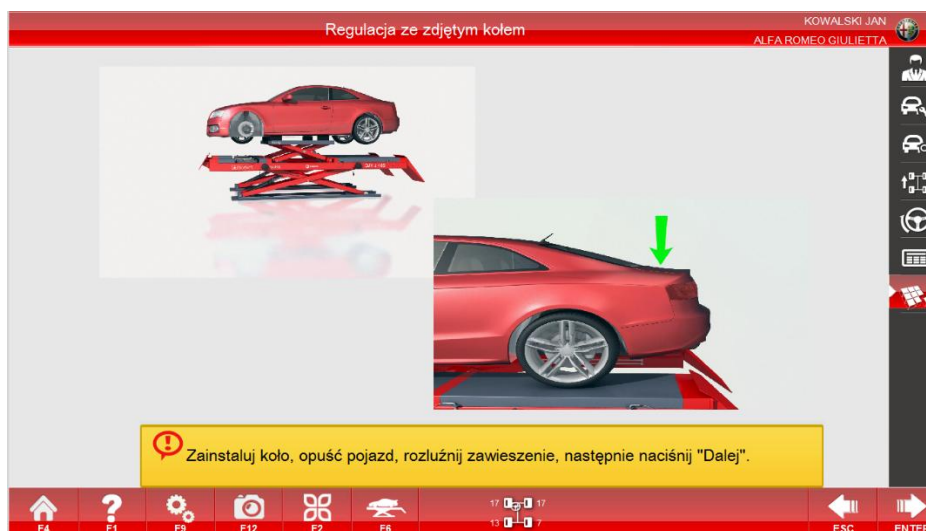 Regulacja ze zdjętym kołem
KOWALSKI JAN
ALFA ROMEO GIULIETTA
Zainstaluj koło, opuść pojazd, rozluźnij zawieszenie, następnie naciśnij "Dalej".
17 17
13 7
F4 F1 F9 F12 F2 F6 ESC ENTER